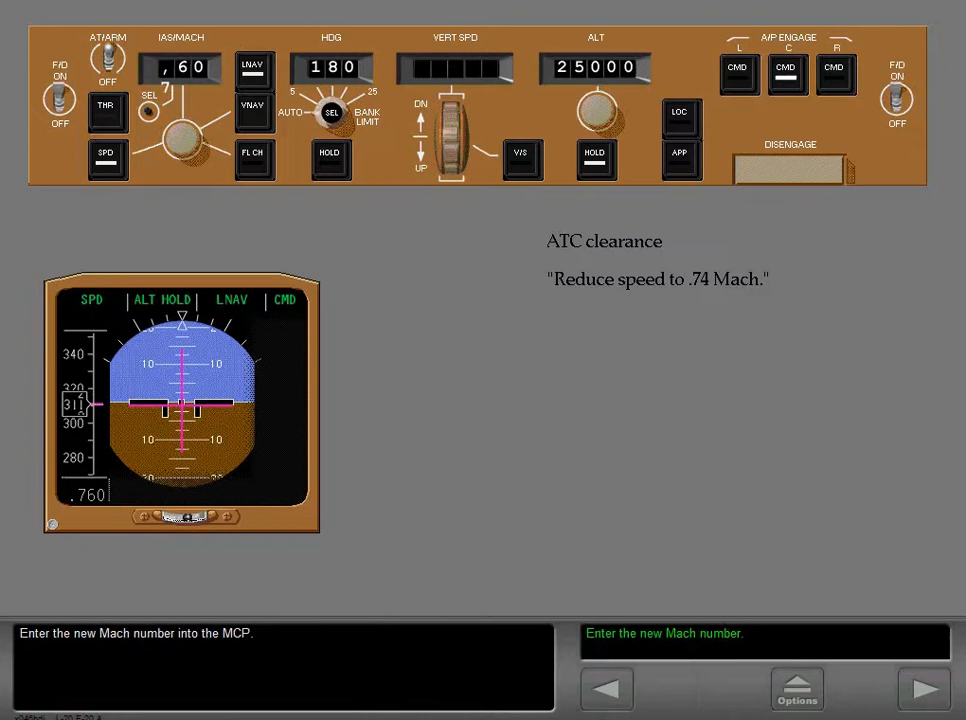 AT/ARM
IAS/MACH
HDG
VERT SPD
ALT
A/P ENGAGE
L C R
F/D
ON
OFF
OFF
,60
7
SEL
THR
SPD
LNAV
VNAV
FL CH
180
5 25
AUTO
SEL
BANK
LIMIT
HOLD
DN
UP
V/S
25000
HOLD
LOC
APP
CMD CMD CMD
DISENGAGE
F/D
ON
OFF
ATC clearance
"Reduce speed to .74 Mach."
SPD ALT HOLD LNAV CMD
340
320
311
300
280
.760
10 10
10 10
Enter the new Mach number into the MCP.
Enter the new Mach number.
Options